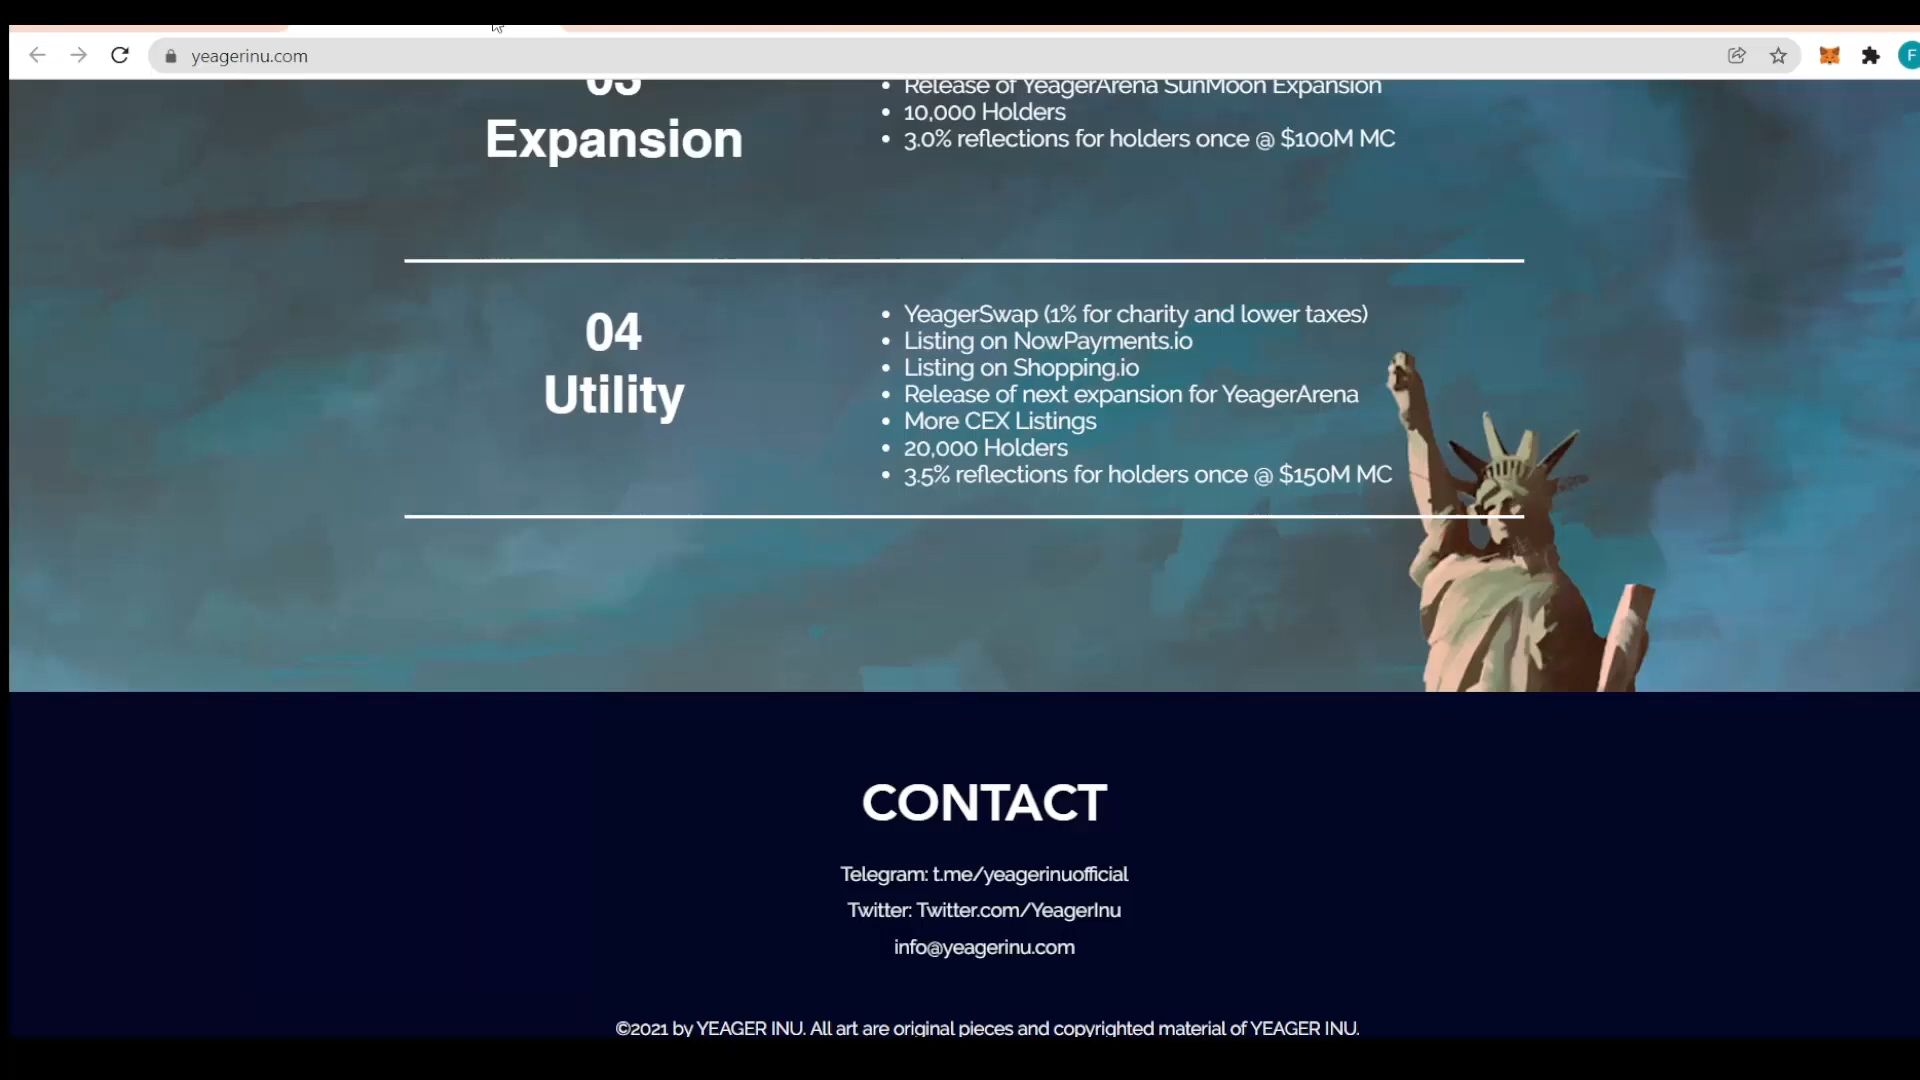 yeagerinu.com
F
03
Expansion
Release of YeagerArena SunMoon Expansion
10,000 Holders
3.0% reflections for holders once @ $100M MC
04
Utility
YeagerSwap (1% for charity and lower taxes)
Listing on NowPayments.io
Listing on Shopping.io
Release of next expansion for YeagerArena
More CEX Listings
20,000 Holders
3.5% reflections for holders once @ $150M MC
CONTACT
Telegram: t.me/yeagerinuofficial
Twitter: Twitter.com/YeagerInu
info@yeagerinu.com
©2021 by YEAGER INU. All art are original pieces and copyrighted material of YEAGER INU.